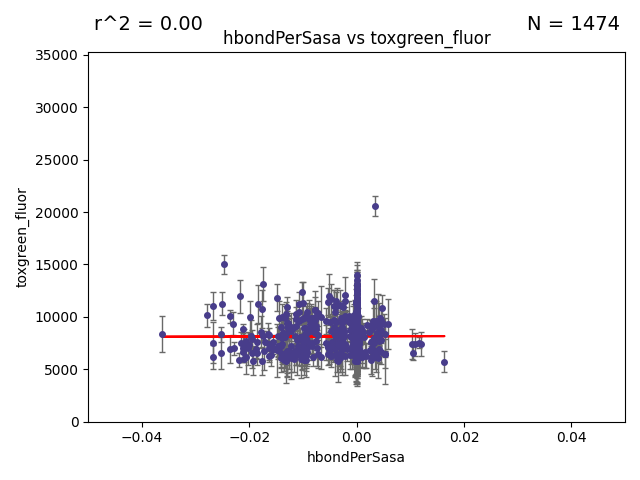 r^2 = 0.00
N = 1474
hbondPerSasa vs toxgreen_fluor
35000
30000
25000
20000
15000
10000
5000
0
toxgreen_fluor
−0.04
−0.02
0.00
0.02
0.04
hbondPerSasa